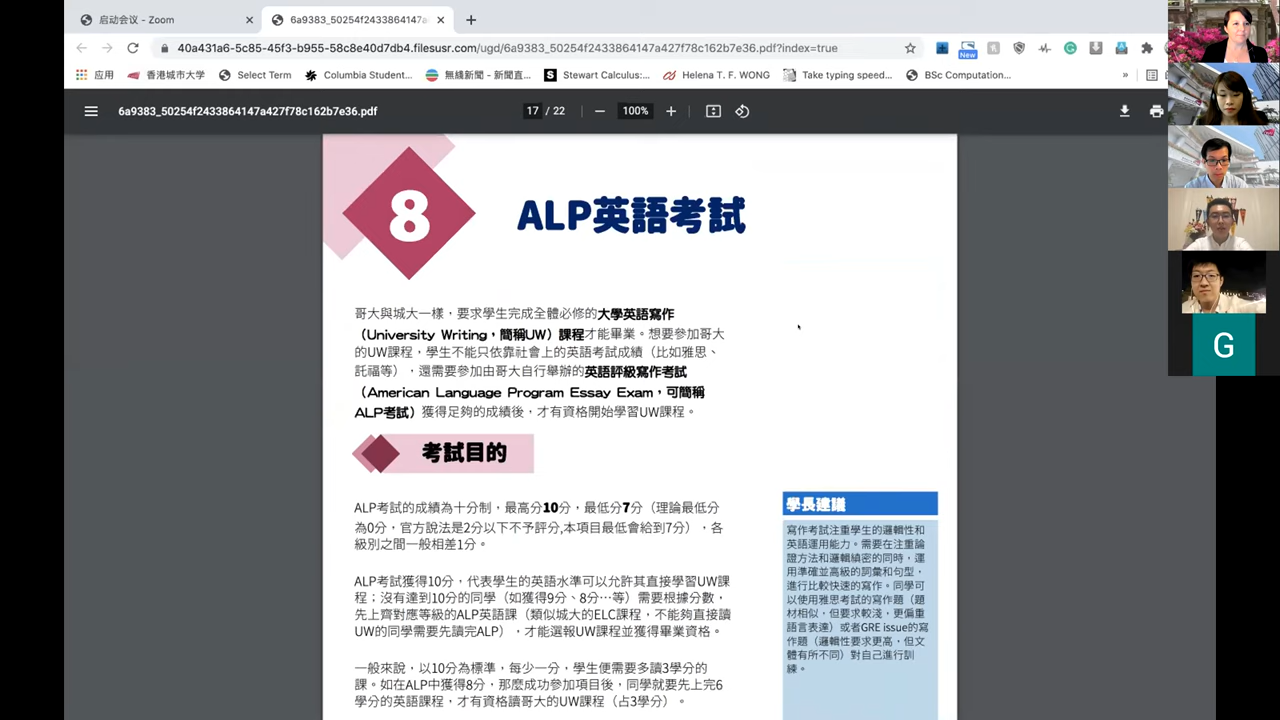 启动会议 - Zoom
6a9383_50254f2433864147a
40a431a6-5c85-45f3-b955-58c8e40d7db4.filesusr.com/ugd/6a9383_50254f2433864147a427f78c162b7e36.pdf?index=true
New
应用
香港城市大学
Select Term
Columbia Student...
無綫新聞 - 新聞直...
Stewart Calculus:...
Helena T. F. WONG
Take typing speed...
BSc Computation...
»
6a9383_50254f2433864147a427f78c162b7e36.pdf
17 / 22
100%
8
ALP英語考試
哥大與城大一樣，要求學生完成全體必修的大學英語寫作
（University Writing，簡稱UW）課程才能畢業。想要參加哥大
的UW課程，學生不能只依靠社會上的英語考試成績（比如雅思、
託福等），還需要參加由哥大自行舉辦的英語評級寫作考試
（American Language Program Essay Exam，可簡稱
ALP考試）獲得足夠的成績後，才有資格開始學習UW課程。
考試目的
ALP考試的成績為十分制，最高分10分，最低分7分（理論最低分
為0分，官方說法是2分以下不予評分,本項目最低會給到7分），各
級別之間一般相差1分。
ALP考試獲得10分，代表學生的英語水準可以允許其直接學習UW課
程；沒有達到10分的同學（如獲得9分、8分…等）需要根據分數，
先上齊對應等級的ALP英語課（類似城大的ELC課程，不能夠直接讀
UW的同學需要先讀完ALP），才能選報UW課程並獲得畢業資格。
一般來說，以10分為標準，每少一分，學生便需要多讀3學分的
課。如在ALP中獲得8分，那麼成功參加項目後，同學就要先上完6
學分的英語課程，才有資格讀哥大的UW課程（占3學分）。
學長建議
寫作考試注重學生的邏輯性和
英語運用能力。需要在注重論
證方法和邏輯縝密的同時，運
用準確並高級的詞彙和句型，
進行比較快速的寫作。同學可
以使用雅思考試的寫作題（題
材相似，但要求較淺，更偏重
語言表達）或者GRE issue的寫
作題（邏輯性要求更高，但文
體有所不同）對自己進行訓
練。
G